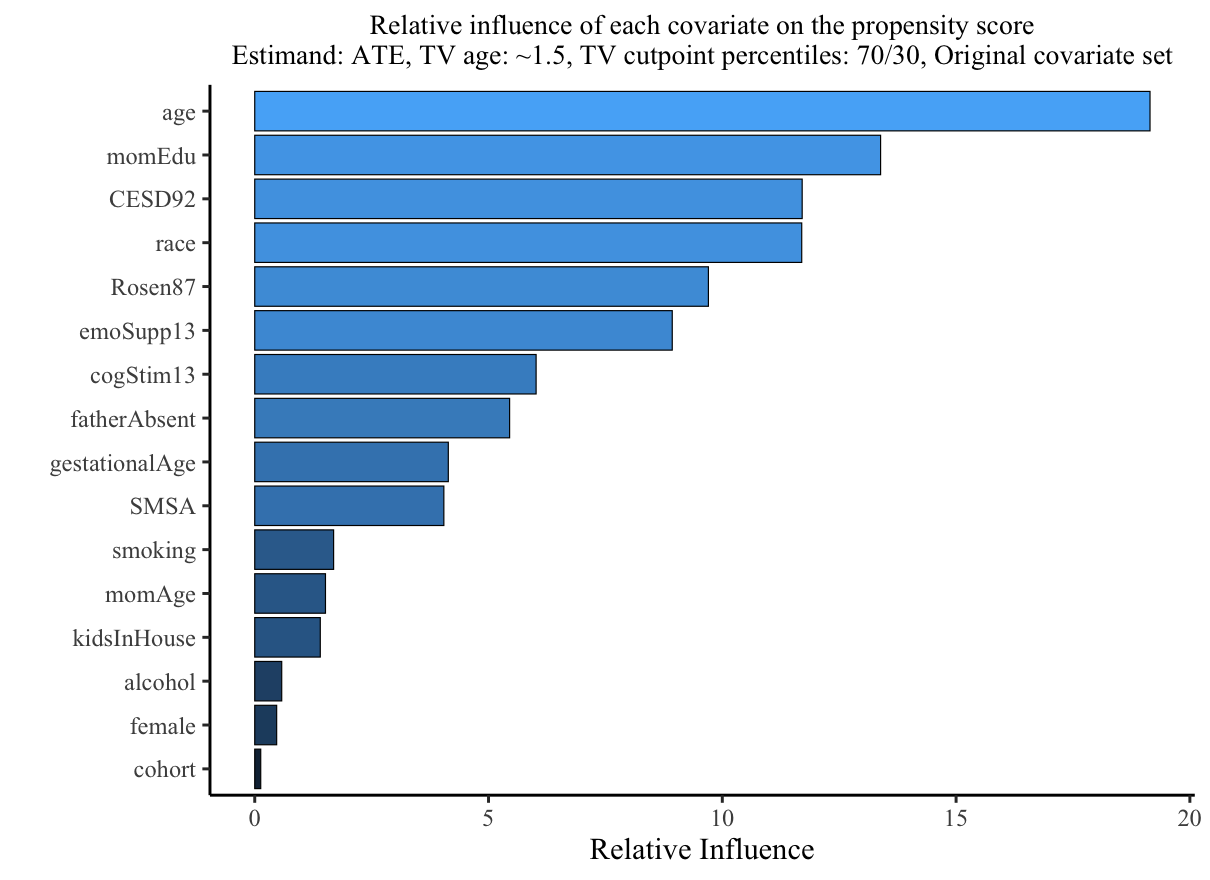 Relative influence of each covariate on the propensity score
Estimand: ATE, TV age: ~1.5, TV cutpoint percentiles: 70/30, Original covariate set
age
momEdu
CESD92
race
Rosen87
emoSupp13
cogStim13
fatherAbsent
gestationalAge
SMSA
smoking
momAge
kidsInHouse
alcohol
female
cohort
0 5 10 15 20
Relative Influence